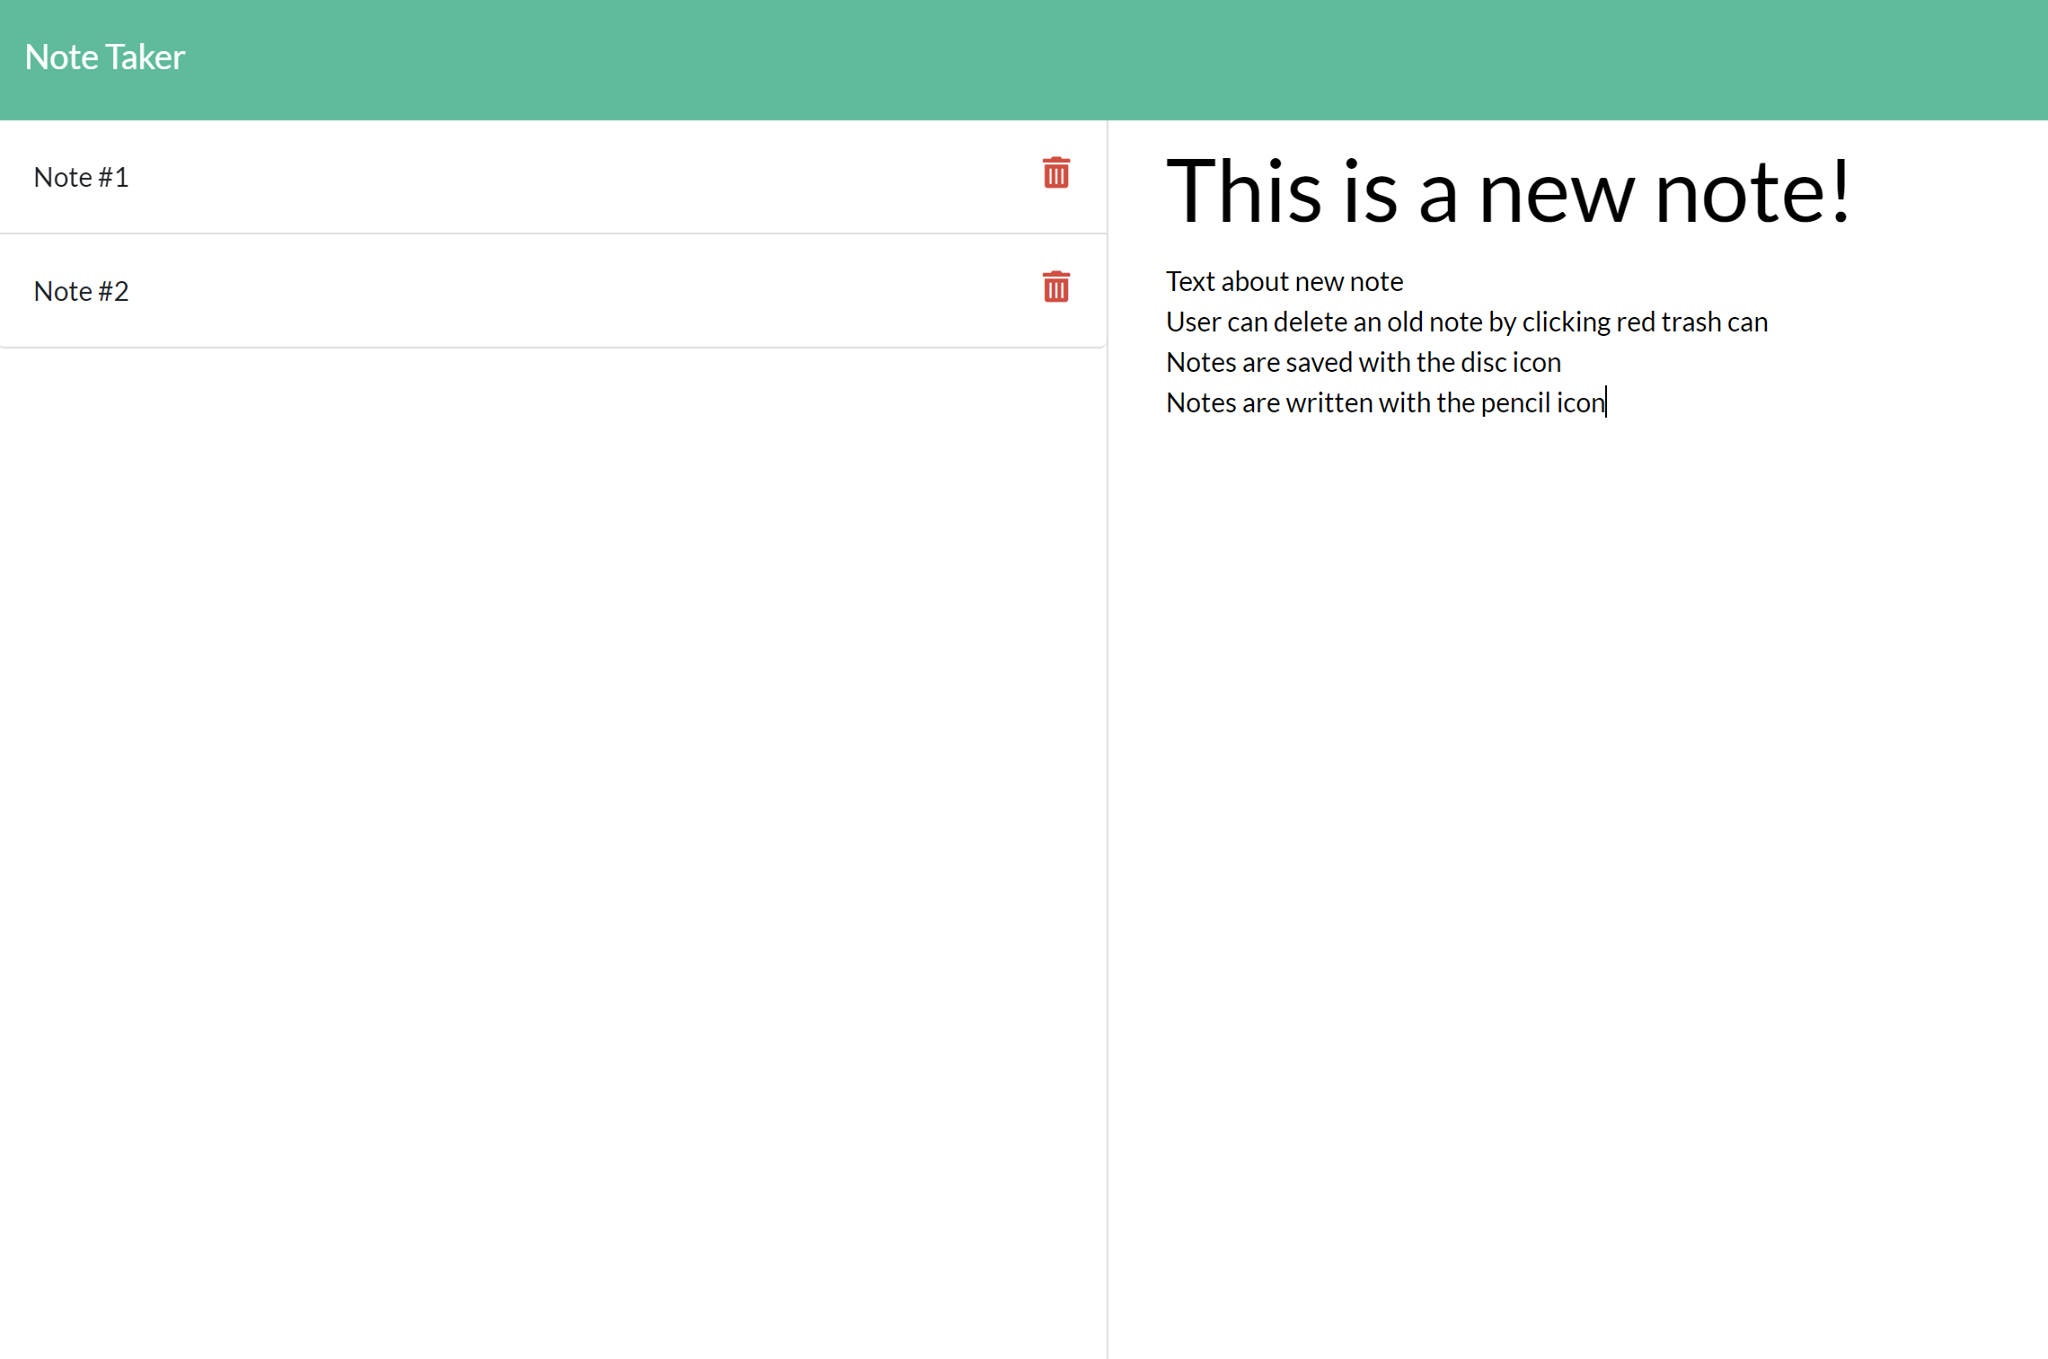 Note Taker
Note #1
Note #2
This is a new note!
Text about new note
User can delete an old note by clicking red trash can
Notes are saved with the disc icon
Notes are written with the pencil icon